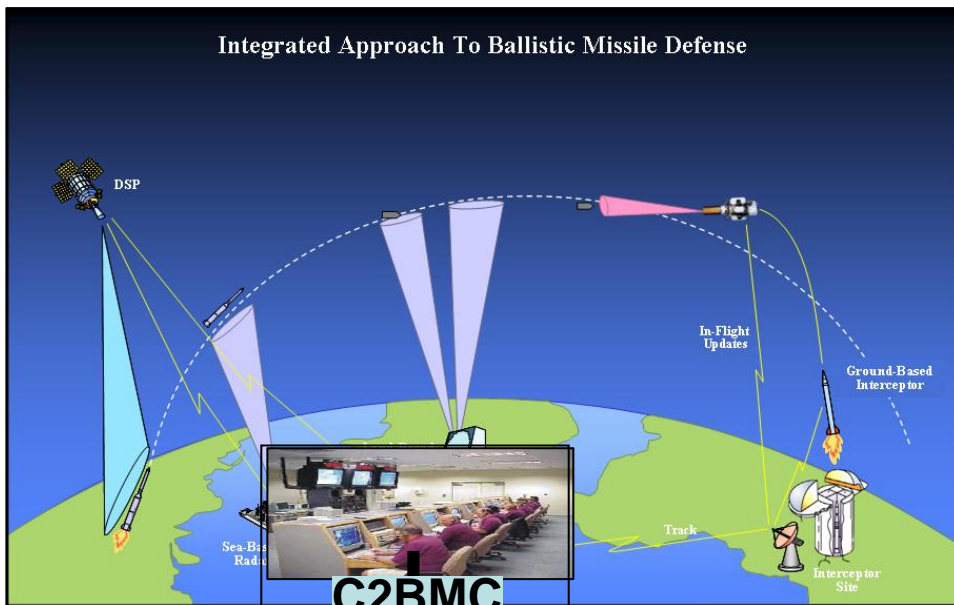 Integrated Approach To Ballistic Missile Defense
DSP
In-Flight
Updates
Ground-Based
Interceptor
Track
Interceptor
Site
C2BMC